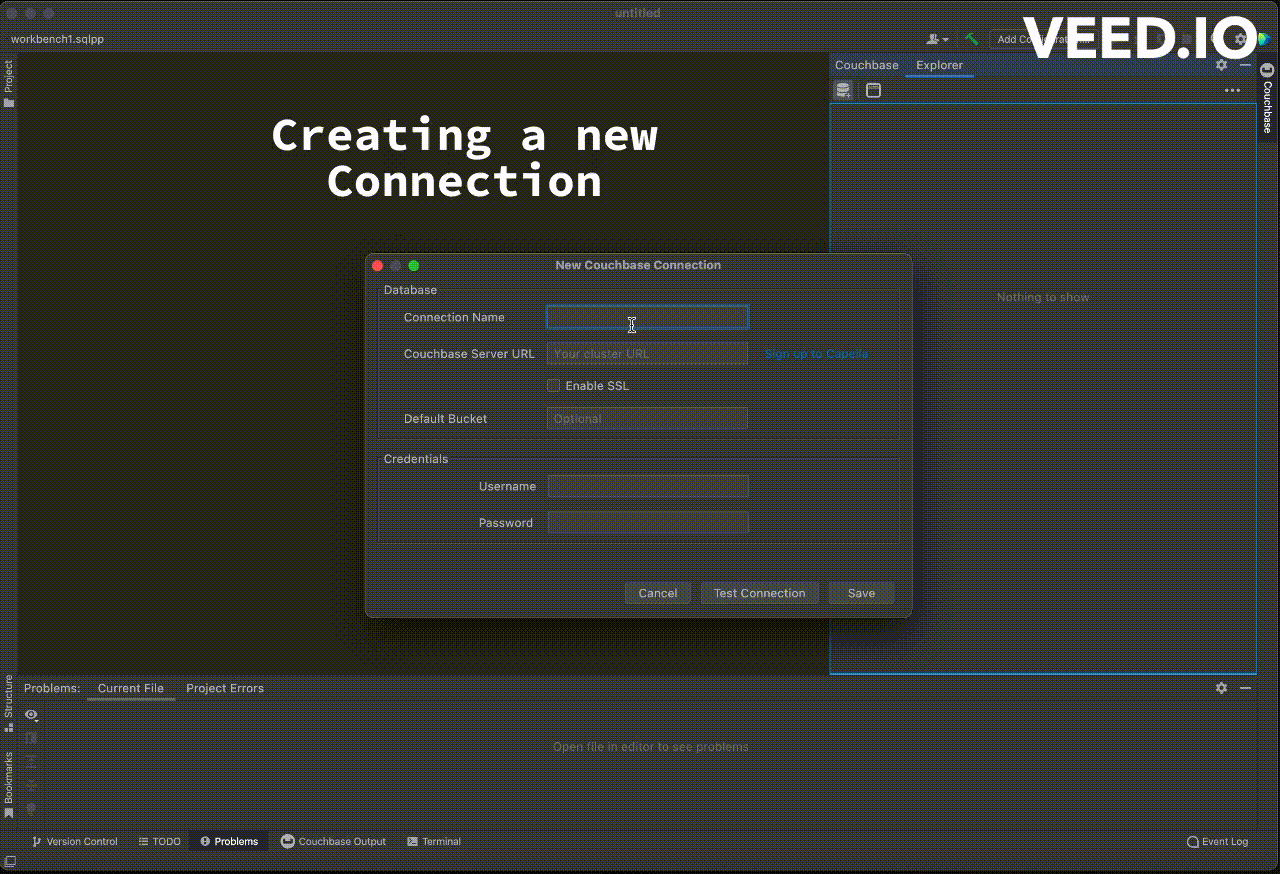 untitled
workbench1.sqlpp
VEED.IO
Project
Couchbase
Explorer
Couchbase
Creating a new
Connection
Nothing to show
New Couchbase Connection
Database
Connection Name
Couchbase Server URL
Your cluster URL
Sign up to Capella
Enable SSL
Default Bucket
Optional
Credentials
Username
Password
Cancel
Test Connection
Save
Structure
Bookmarks
Problems:
Current File
Project Errors
Open file in editor to see problems
Version Control
TODO
Problems
Couchbase Output
Terminal
Event Log